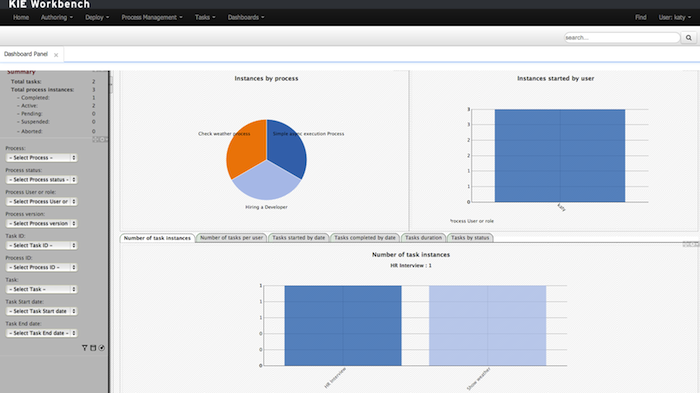 KIE Workbench
Home Authoring Deploy Process Management Tasks Dashboards Find User: katy
search...
Dashboard Panel
Summary
Total tasks: 2
Total process instances: 3
- Completed: 1
- Active: 2
- Pending: 0
- Suspended: 0
- Aborted: 0
Process:
- Select Process -
Process status:
- Select Process status -
Process User or role:
- Select Process User or
Process version:
- Select Process version
Task ID:
- Select Task ID -
Process ID:
- Select Process ID -
Task:
- Select Task -
Task Start date:
- Select Task Start date
Task End date:
- Select Task End date -
Instances by process
Check weather process
Simple async execution Process
Hiring a Developer
Instances started by user
3
3
2
2
1
1
0
katy
Process User or role
Number of task instances Number of tasks per user Tasks started by date Tasks completed by date Tasks duration Tasks by status
Number of task instances
HR Interview : 1
1
1
1
0
0
0
HR Interview
Show weather